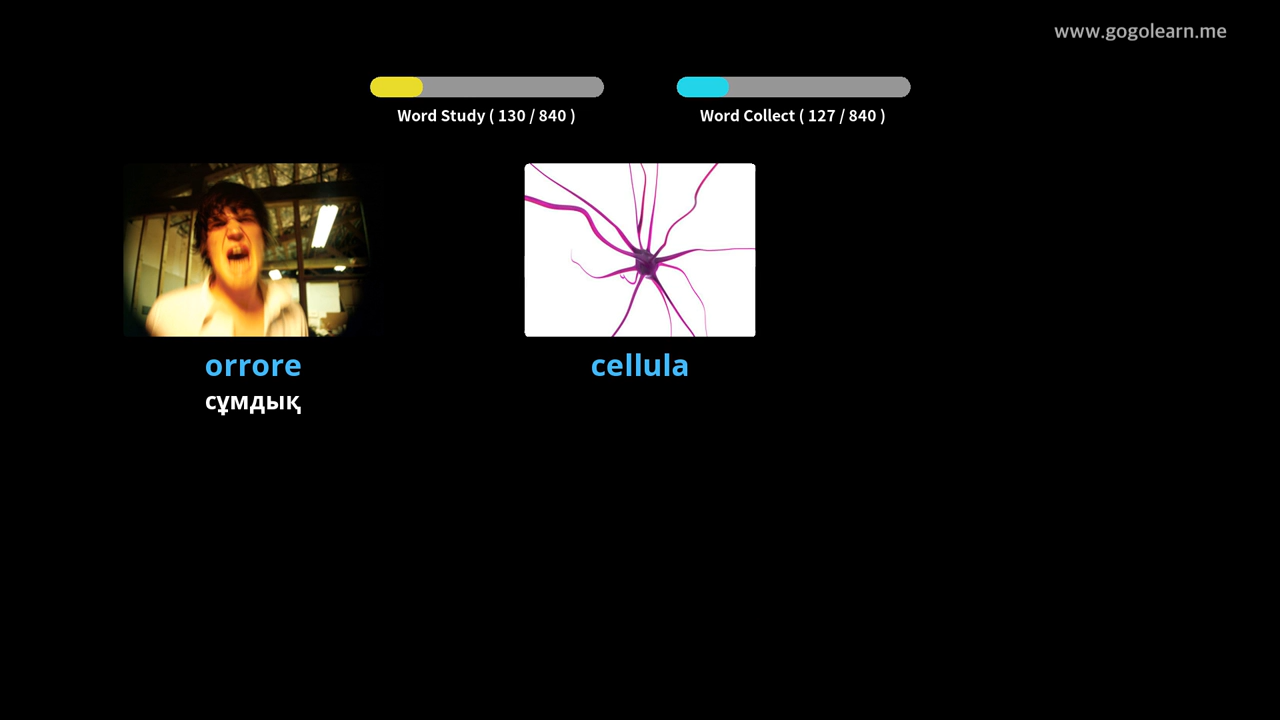 www.gogolearn.me
Word Study ( 130 / 840 )
Word Collect ( 127 / 840 )
orrore
сұмдық
cellula